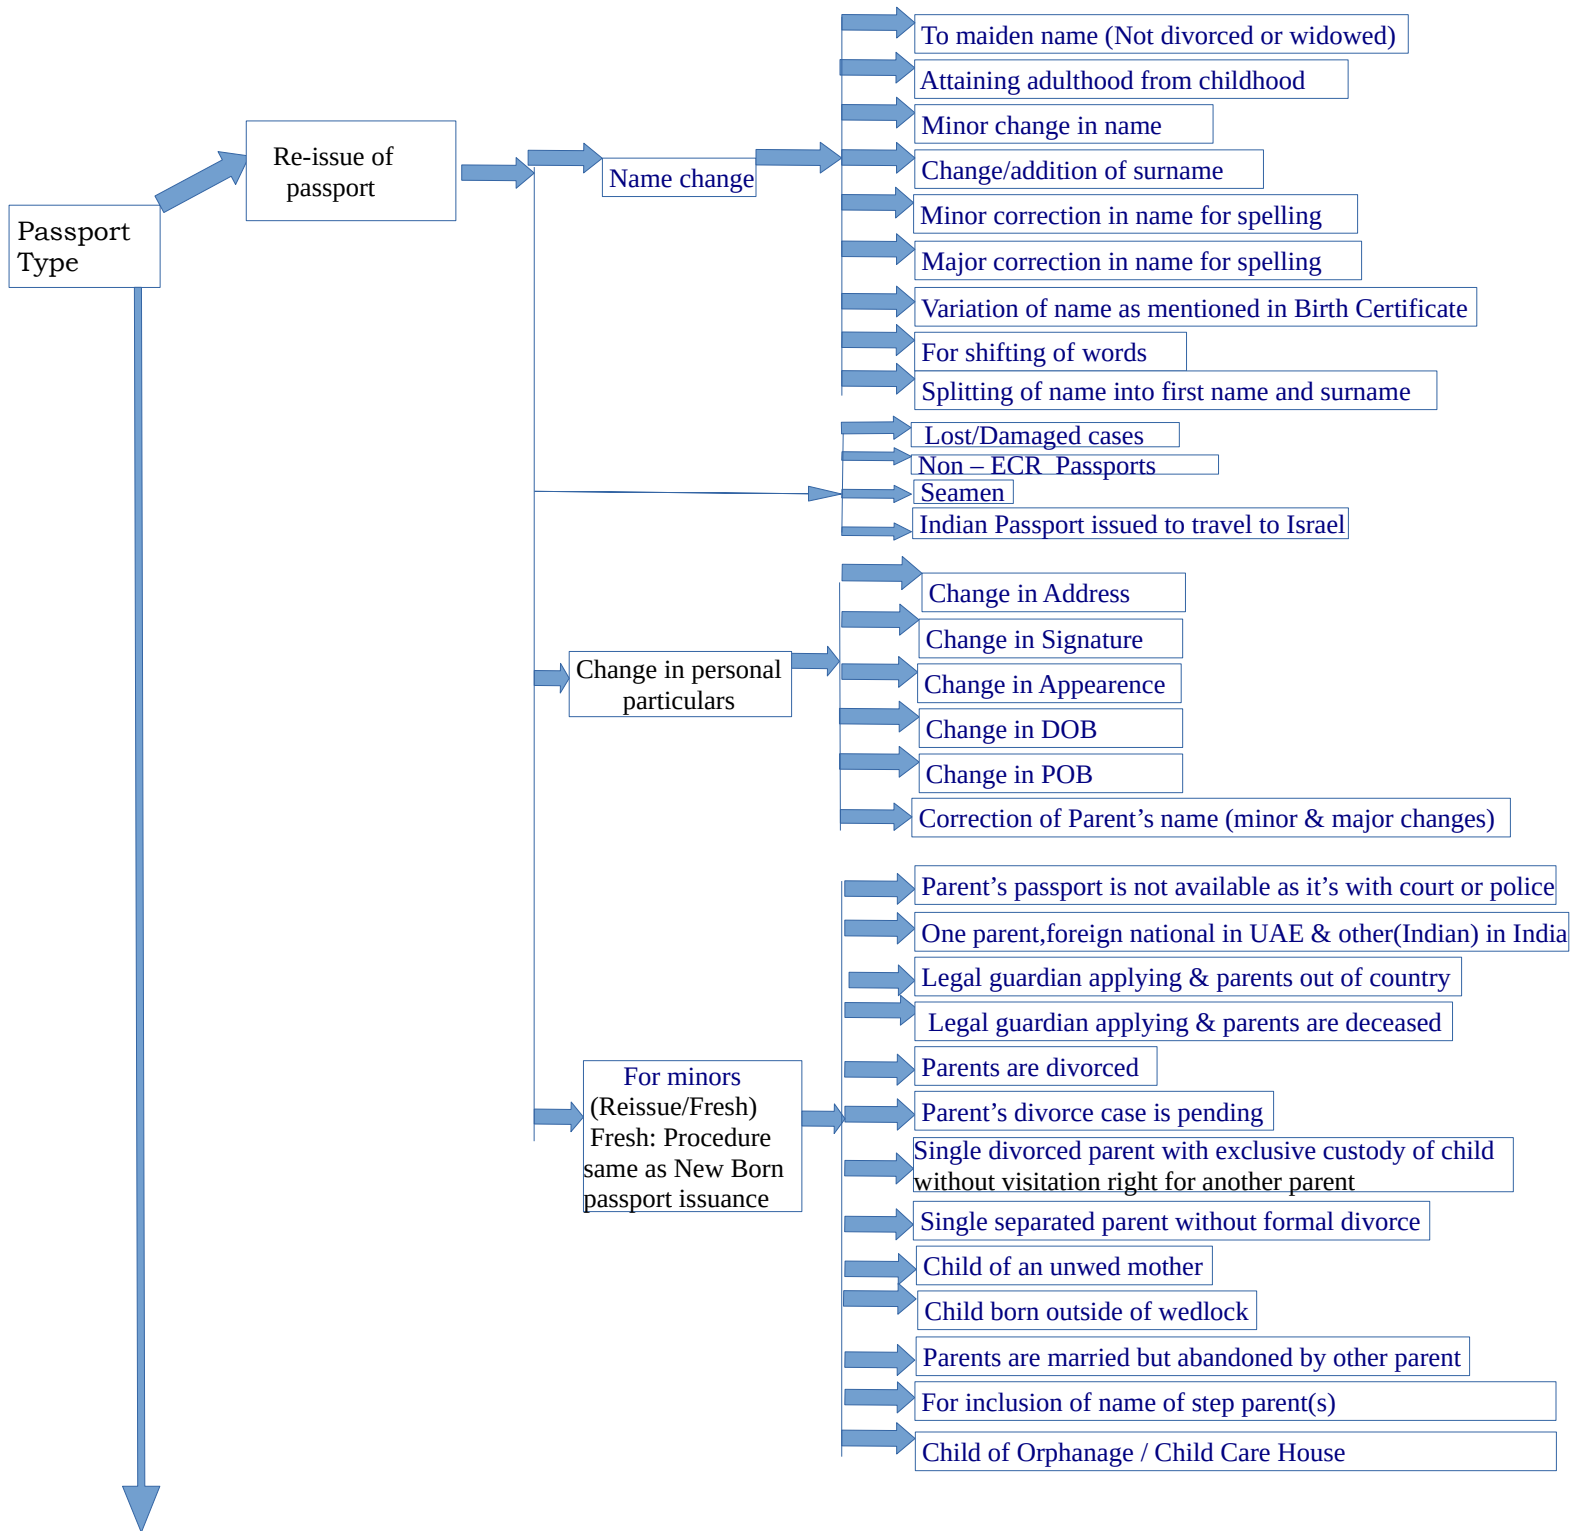 Passport
Type
Re-issue of
passport
Name change
To maiden name (Not divorced or widowed)
Attaining adulthood from childhood
Minor change in name
Change/addition of surname
Minor correction in name for spelling
Major correction in name for spelling
Variation of name as mentioned in Birth Certificate
For shifting of words
Splitting of name into first name and surname
Lost/Damaged cases
Non – ECR  Passports
Seamen
Indian Passport issued to travel to Israel
Change in personal
particulars
Change in Address
Change in Signature
Change in Appearence
Change in DOB
Change in POB
Correction of Parent’s name (minor & major changes)
For minors
(Reissue/Fresh)
Fresh: Procedure
same as New Born
passport issuance
Parent’s passport is not available as it’s with court or police
One parent,foreign national in UAE & other(Indian) in India
Legal guardian applying & parents out of country
Legal guardian applying & parents are deceased
Parents are divorced
Parent’s divorce case is pending
Single divorced parent with exclusive custody of child
without visitation right for another parent
Single separated parent without formal divorce
Child of an unwed mother
Child born outside of wedlock
Parents are married but abandoned by other parent
For inclusion of name of step parent(s)
Child of Orphanage / Child Care House